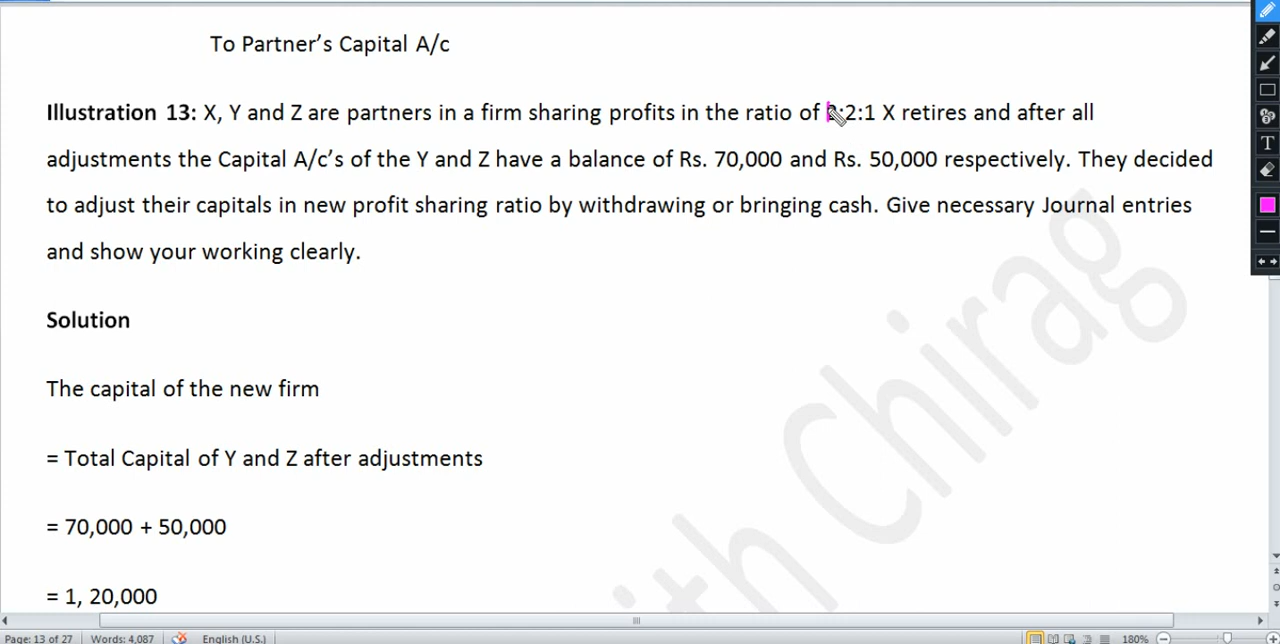 To Partner's Capital A/c
Illustration 13: X, Y and Z are partners in a firm sharing profits in the ratio of :2:1 X retires and after all
adjustments the Capital A/c's of the Y and Z have a balance of Rs. 70,000 and Rs. 50,000 respectively. They decided
to adjust their capitals in new profit sharing ratio by withdrawing or bringing cash. Give necessary Journal entries
and show your working clearly.
Solution
The capital of the new firm
= Total Capital of Y and Z after adjustments
= 70,000 + 50,000
= 1, 20,000
ith Chirag
Page: 13 of 27 Words: 4,087 English (U.S.) 180%